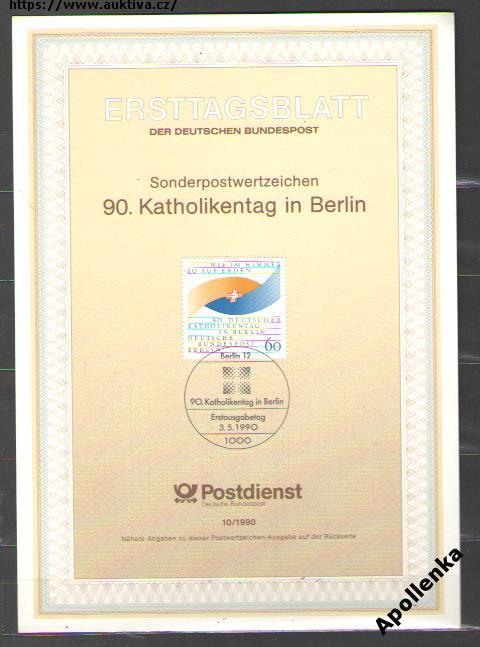 https://www.auktiva.cz/
ERSTTAGSBLATT
DER DEUTSCHEN BUNDESPOST
Sonderpostwertzeichen
90. Katholikentag in Berlin
WIE IM HIMMEL
SO AUF ERDEN
90. DEUTSCHER
KATHOLIKENTAG
IN BERLIN
DEUTSCHE
BUNDESPOST
BERLIN
60
Berlin 12
90. Katholikentag in Berlin
Erstausgabetag
3.5.1990
1000
Postdienst
Deutsche Bundespost
10/1990
Nähere Angaben zu dieser Postwertzeichen-Ausgabe auf der Rückseite
Apollenka